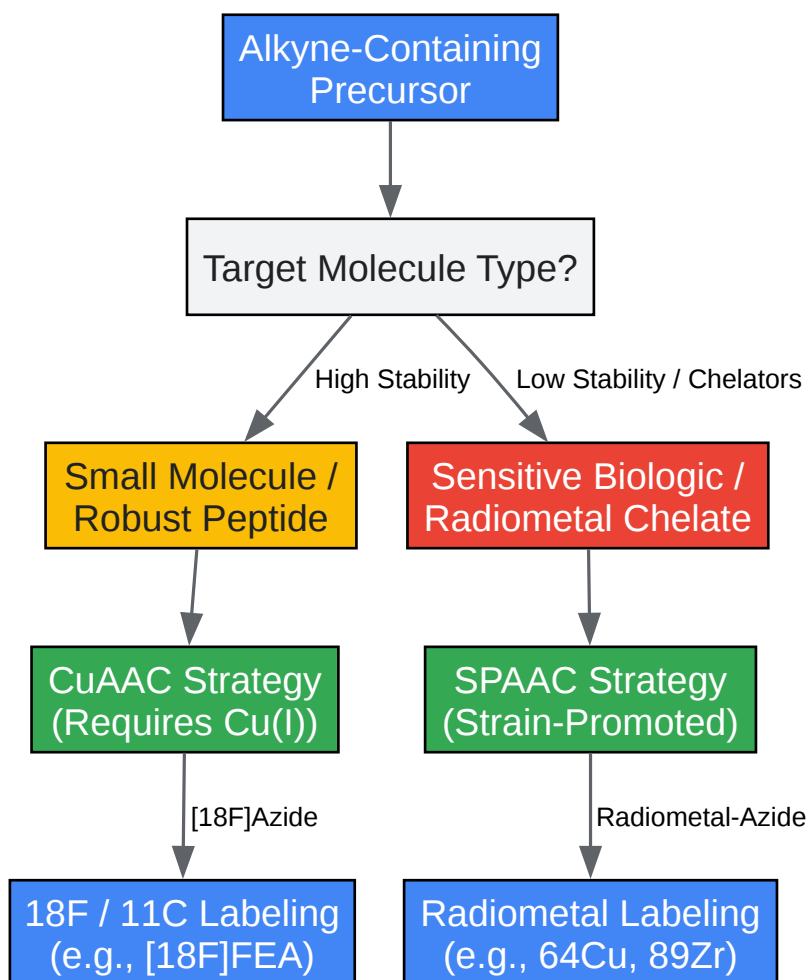 Alkyne-Containing
Precursor
Target Molecule Type?
High Stability
Low Stability / Chelators
Small Molecule /
Robust Peptide
Sensitive Biologic /
Radiometal Chelate
CuAAC Strategy
(Requires Cu(I))
SPAAC Strategy
(Strain-Promoted)
[18F]Azide
Radiometal-Azide
18F / 11C Labeling
(e.g., [18F]FEA)
Radiometal Labeling
(e.g., 64Cu, 89Zr)